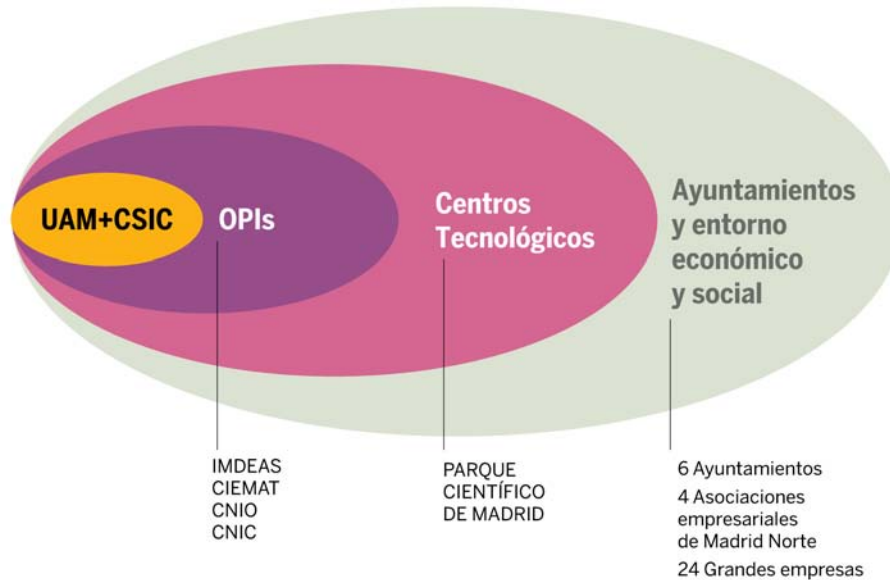 UAM+CSIC
OPIs
Centros
Tecnológicos
Ayuntamientos
y entorno
económico
y social
IMDEAS
CIEMAT
CNIO
CNIC
PARQUE
CIENTÍFICO
DE MADRID
6 Ayuntamientos
4 Asociaciones
empresariales
de Madrid Norte
24 Grandes empresas